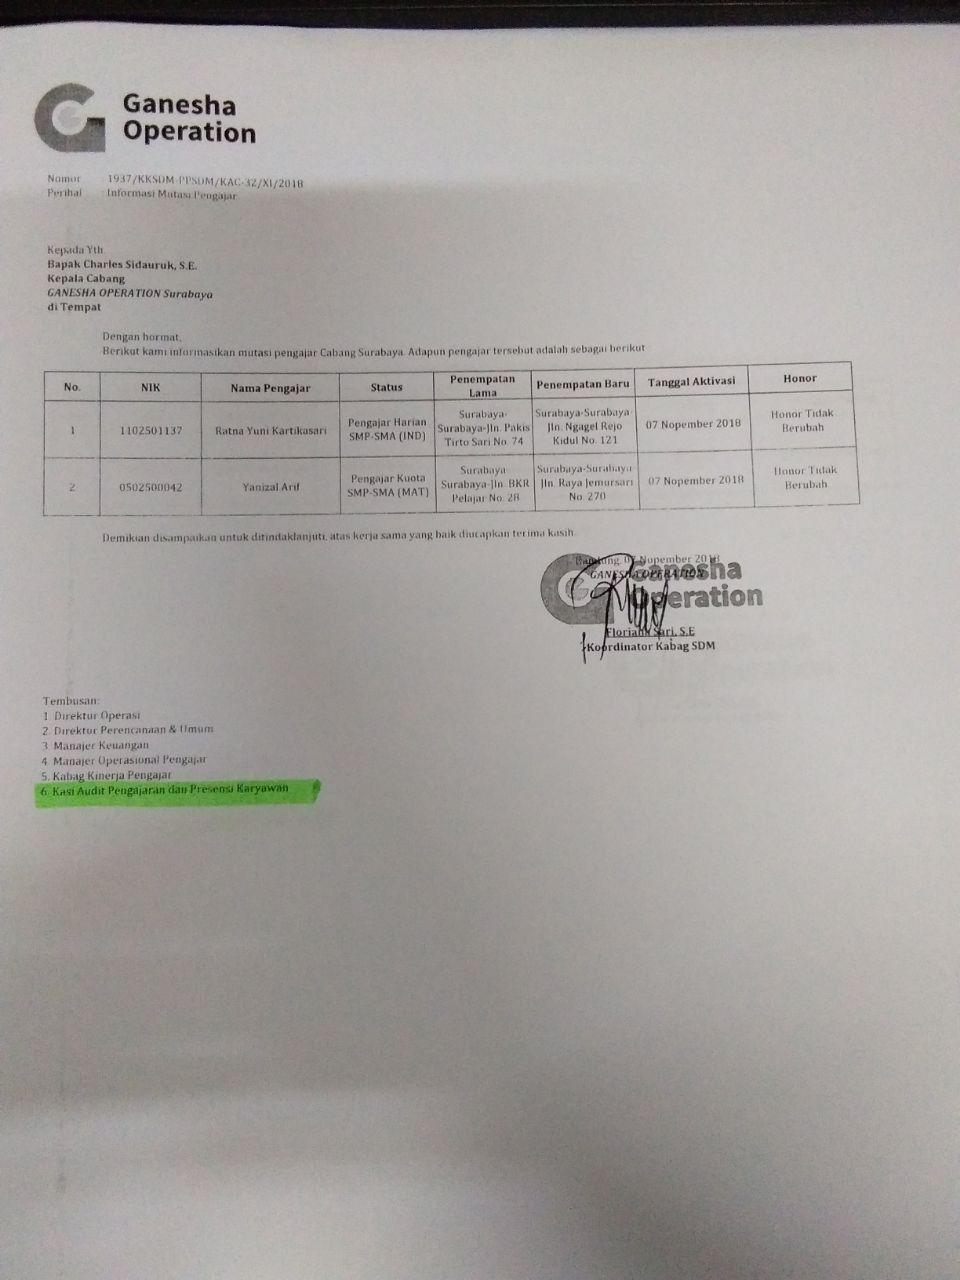 Ganesha
Operation
Nomor : 1937/KKSDM-PPSDM/KAC-32/XI/2018
Perihal : Informasi Mutasi Pengajar
Kepada Yth.
Bapak Charles Sidauruk, S.E.
Kepala Cabang
GANESHA OPERATION Surabaya
di Tempat
Dengan hormat,
Berikut kami informasikan mutasi pengajar Cabang Surabaya. Adapun pengajar tersebut adalah sebagai berikut
No. NIK Nama Pengajar Status Penempatan Lama Penempatan Baru Tanggal Aktivasi Honor
1 1102501137 Ratna Yuni Kartikasari Pengajar Harian SMP-SMA (IND) Surabaya-Surabaya-Jln. Pakis Tirto Sari No. 74 Surabaya-Surabaya-Jln. Ngagel Rejo Kidul No. 121 07 Nopember 2018 Honor Tidak Berubah
2 0502500042 Yanizal Arif Pengajar Kuota SMP-SMA (MAT) Surabaya Surabaya-Jln. BKR Pelajar No. 28 Surabaya-Surabaya Jln. Raya Jemursari No. 270 07 Nopember 2018 Honor Tidak Berubah
Demikian disampaikan untuk ditindaklanjuti, atas kerja sama yang baik diucapkan terima kasih.
Bandung, 07 Nopember 2018
GANESHA OPERATION
Ganesha
Operation
Sari, S.E
Koordinator Kabag SDM
Tembusan:
1. Direktur Operasi
2. Direktur Perencanaan & Umum
3. Manajer Keuangan
4. Manajer Operasional Pengajar
5. Kabag Kinerja Pengajar
6. Kasi Audit Pengajaran dan Presensi Karyawan